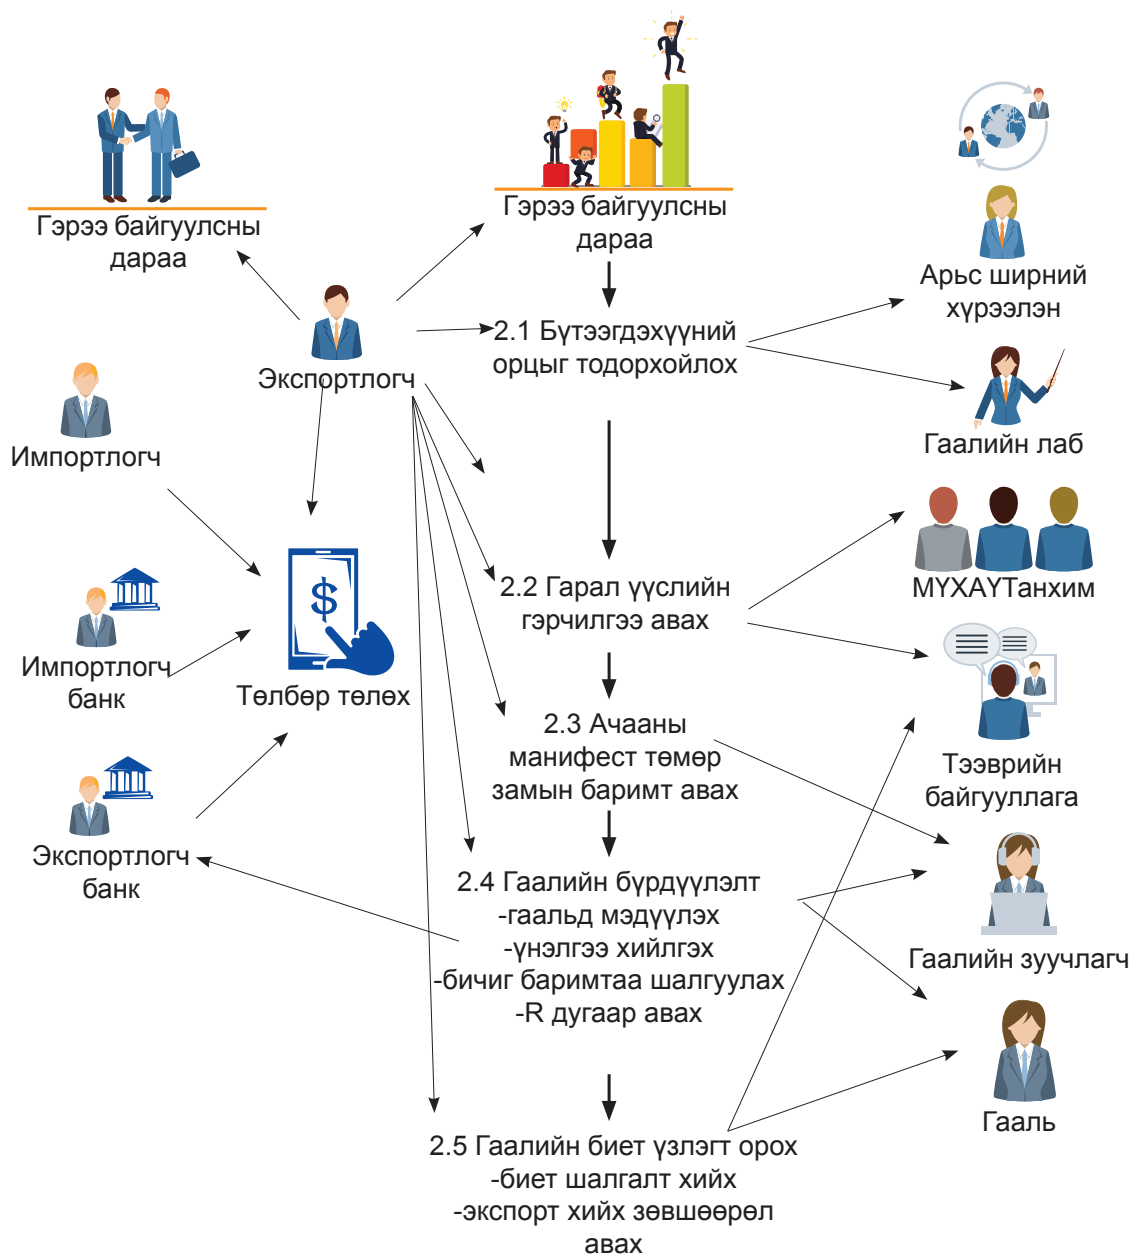 Гэрээ байгуулсны
дараа
Гэрээ байгуулсны
дараа
Экспортлогч
Импортлогч
Импортлогч
банк
Экспортлогч
банк
$
Төлбөр төлөх
2.1 Бүтээгдэхүүний
орцыг тодорхойлох
2.2 Гарал үүслийн
гэрчилгээ авах
2.3 Ачааны
манифест төмөр
замын баримт авах
2.4 Гаалийн бүрдүүлэлт
-гаальд мэдүүлэх
-үнэлгээ хийлгэх
-бичиг баримтаа шалгуулах
-R дугаар авах
2.5 Гаалийн биет үзлэгт орох
-биет шалгалт хийх
-экспорт хийх зөвшөөрөл
авах
Арьс ширний
хүрээлэн
Гаалийн лаб
МҮХАҮТанхим
Тээврийн
байгууллага
Гаалийн зуучлагч
Гааль